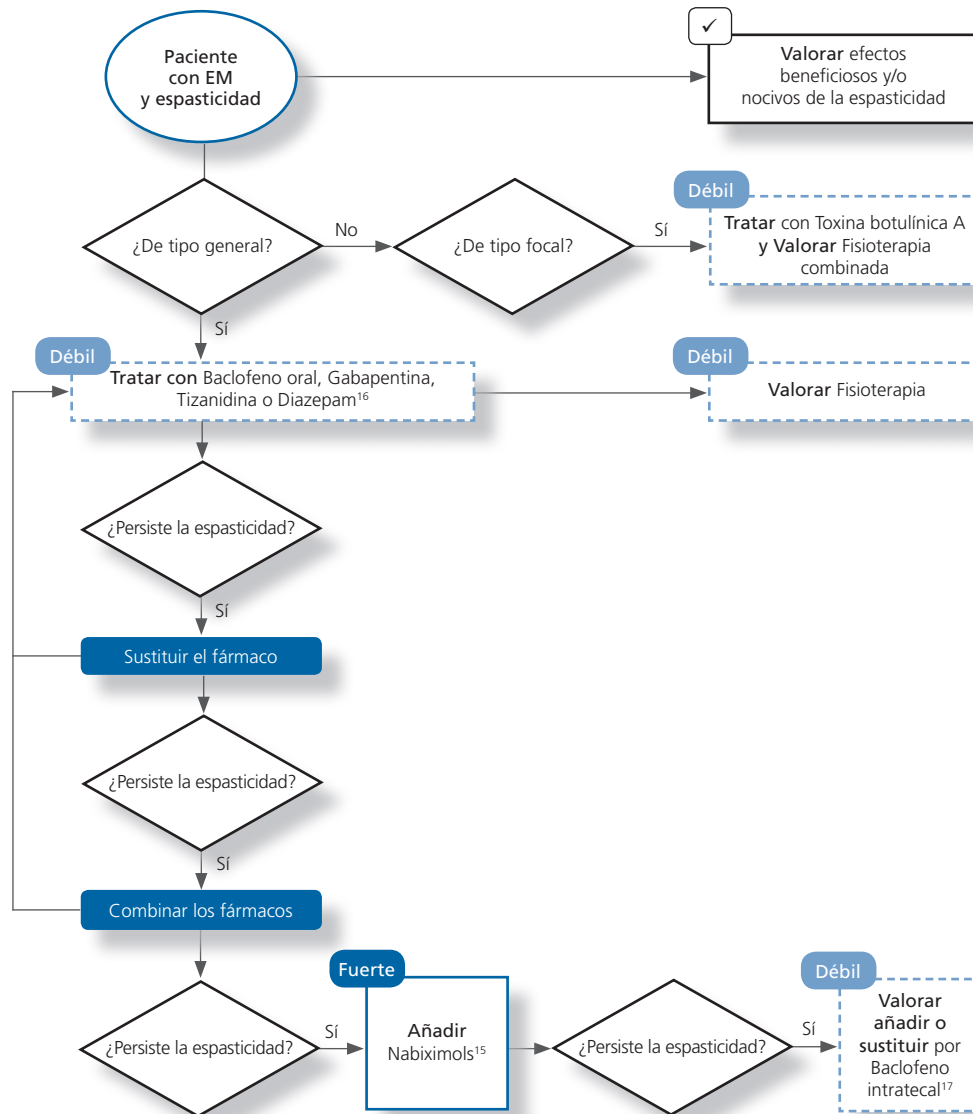 Paciente
con EM
y espasticidad
✓
Valorar efectos
beneficiosos y/o
nocivos de la espasticidad
¿De tipo general?
No
¿De tipo focal?
Sí
Débil
Tratar con Toxina botulínica A
y Valorar Fisioterapia
combinada
Sí
Débil
Tratar con Baclofeno oral, Gabapentina,
Tizanidina o Diazepam¹⁶
Débil
Valorar Fisioterapia
¿Persiste la espasticidad?
Sí
Sustituir el fármaco
¿Persiste la espasticidad?
Sí
Combinar los fármacos
¿Persiste la espasticidad?
Sí
Fuerte
Añadir
Nabiximols¹⁵
¿Persiste la espasticidad?
Sí
Débil
Valorar
añadir o
sustituir por
Baclofeno
intratecal¹⁷